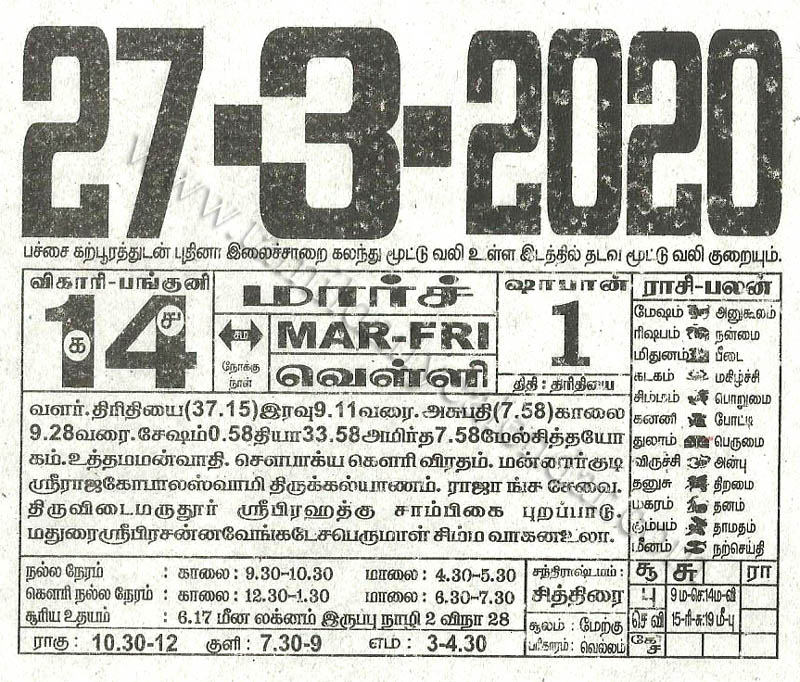 27-3-2020
பச்சை கற்பூரத்துடன் புதினா இலைச்சாறை கலந்து மூட்டு வலி உள்ள இடத்தில் தடவ மூட்டு வலி குறையும்.
விகாரி-பங்குனி
14
க ச
மார்ச்
சம
MAR-FRI
நோக்கு
நாள்
வெள்ளி
ஷாபான்
1
திதி : திரிதியை
ராசி-பலன்
மேஷம் அனுகூலம்
ரிஷபம் நன்மை
மிதுனம் பீடை
கடகம் மகிழ்ச்சி
சிம்மம் பொறுமை
கன்னி போட்டி
துலாம் பெருமை
விருச்சி அன்பு
தனுசு திறமை
மகரம் தனம்
கும்பம் தாமதம்
மீனம் நற்செய்தி
வளர். திரிதியை(37.15)இரவு9.11வரை. அசுபதி(7.58)காலை
9.28வரை. சேஷம்0.58தியா33.58அமிர்த7.58மேல்சித்தயோ
கம். உத்தமமன்வாதி. சௌபாக்ய கௌரி விரதம். மன்னார்குடி
ஸ்ரீராஜகோபாலஸ்வாமி திருக்கல்யாணம். ராஜா ங்க சேவை.
திருவிடைமருதூர் ஸ்ரீபிரஹத்கு சாம்பிகை புறப்பாடு.
மதுரைஸ்ரீபிரசன்னவேங்கடேசபெருமாள் சிம்ம வாகனஉலா.
நல்ல நேரம் : காலை : 9.30-10.30 மாலை : 4.30-5.30
கௌரி நல்ல நேரம் : காலை : 12.30-1.30 மாலை : 6.30-7.30
சூரிய உதயம் : 6.17 மீன லக்னம் இருப்பு நாழி 2 விநா 28
ராகு : 10.30-12 குளி : 7.30-9 எம : 3-4.30
சந்திராஷ்டமம் :
சித்திரை
சூலம் : மேற்கு
பரிகாரம் : வெல்லம்
சூ சு ரா
பு 9 ம-செ:14ம-வி
செ வி 15-ரி-சு:19 மீ-பு
கே
www.tamildailycalendar.com